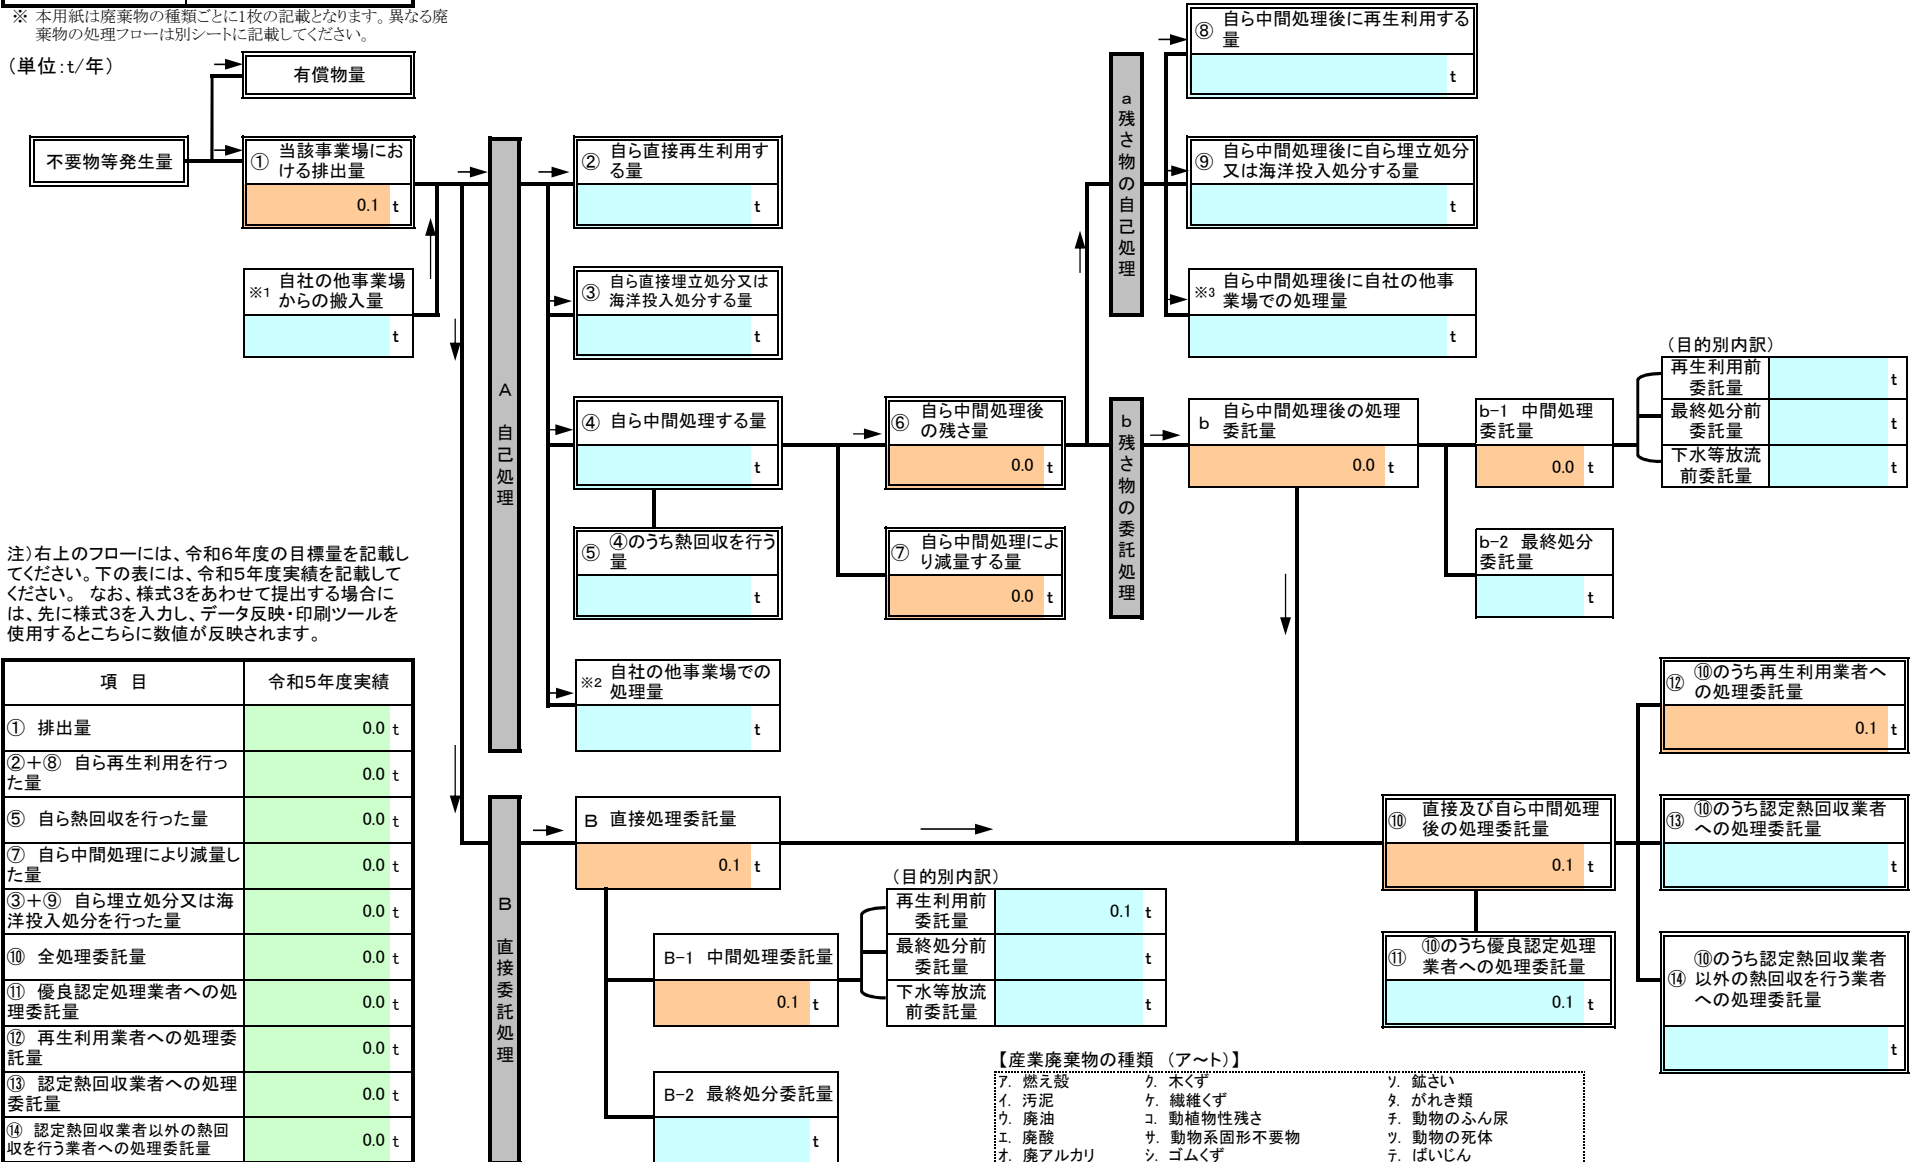 ※ 本用紙は廃棄物の種類ごとに1枚の記載となります。異なる廃
棄物の処理フローは別シートに記載してください。
（単位:t/年）
有償物量
不要物等発生量
① 当該事業場にお
ける排出量
0.1 t
※1 自社の他事業場
からの搬入量
t
A 自己処理
② 自ら直接再生利用す
る量
t
③ 自ら直接埋立処分又は
海洋投入処分する量
t
④ 自ら中間処理する量
t
⑤ ④のうち熱回収を行う
量
t
※2 自社の他事業場での
処理量
t
⑥ 自ら中間処理後
の残さ量
0.0 t
⑦ 自ら中間処理によ
り減量する量
0.0 t
a残さ物の自己処理
⑧ 自ら中間処理後に再生利用する
量
t
⑨ 自ら中間処理後に自ら埋立処分
又は海洋投入処分する量
t
※3 自ら中間処理後に自社の他事
業場での処理量
t
b残さ物の委託処理
b 自ら中間処理後の処理
委託量
0.0 t
b-1 中間処理
委託量
0.0 t
b-2 最終処分
委託量
t
（目的別内訳）
再生利用前
委託量
t
最終処分前
委託量
t
下水等放流
前委託量
t
注）右上のフローには、令和6年度の目標量を記載し
てください。下の表には、令和5年度実績を記載して
ください。 なお、様式3をあわせて提出する場合に
は、先に様式3を入力し、データ反映・印刷ツールを
使用するとこちらに数値が反映されます。
項 目 令和5年度実績
① 排出量 0.0 t
②＋⑧ 自ら再生利用を行っ
た量 0.0 t
⑤ 自ら熱回収を行った量 0.0 t
⑦ 自ら中間処理により減量し
た量 0.0 t
③＋⑨ 自ら埋立処分又は海
洋投入処分を行った量 0.0 t
⑩ 全処理委託量 0.0 t
⑪ 優良認定処理業者への処
理委託量 0.0 t
⑫ 再生利用業者への処理委
託量 0.0 t
⑬ 認定熱回収業者への処理
委託量 0.0 t
⑭ 認定熱回収業者以外の熱回
収を行う業者への処理委託量 0.0 t
B 直接委託処理
B 直接処理委託量
0.1 t
B-1 中間処理委託量
0.1 t
B-2 最終処分委託量
t
（目的別内訳）
再生利用前
委託量
0.1 t
最終処分前
委託量
t
下水等放流
前委託量
t
⑩ 直接及び自ら中間処理
後の処理委託量
0.1 t
⑪ ⑩のうち優良認定処理
業者への処理委託量
0.1 t
⑫ ⑩のうち再生利用業者へ
の処理委託量
0.1 t
⑬ ⑩のうち認定熱回収業者
への処理委託量
t
⑭ ⑩のうち認定熱回収業者
以外の熱回収を行う業者
への処理委託量
t
【産業廃棄物の種類 （ア～ト）】
ア. 燃え殻 ク. 木くず ソ. 鉱さい
イ. 汚泥 ケ. 繊維くず タ. がれき類
ウ. 廃油 コ. 動植物性残さ チ. 動物のふん尿
エ. 廃酸 サ. 動物系固形不要物 ツ. 動物の死体
オ. 廃アルカリ シ. ゴムくず テ. ばいじん